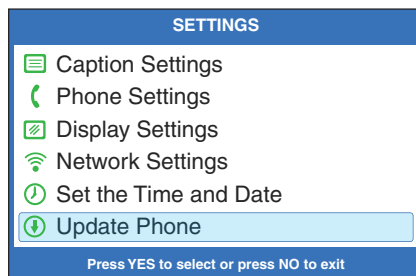 SETTINGS
Caption Settings
Phone Settings
Display Settings
Network Settings
Set the Time and Date
Update Phone
Press YES to select or press NO to exit